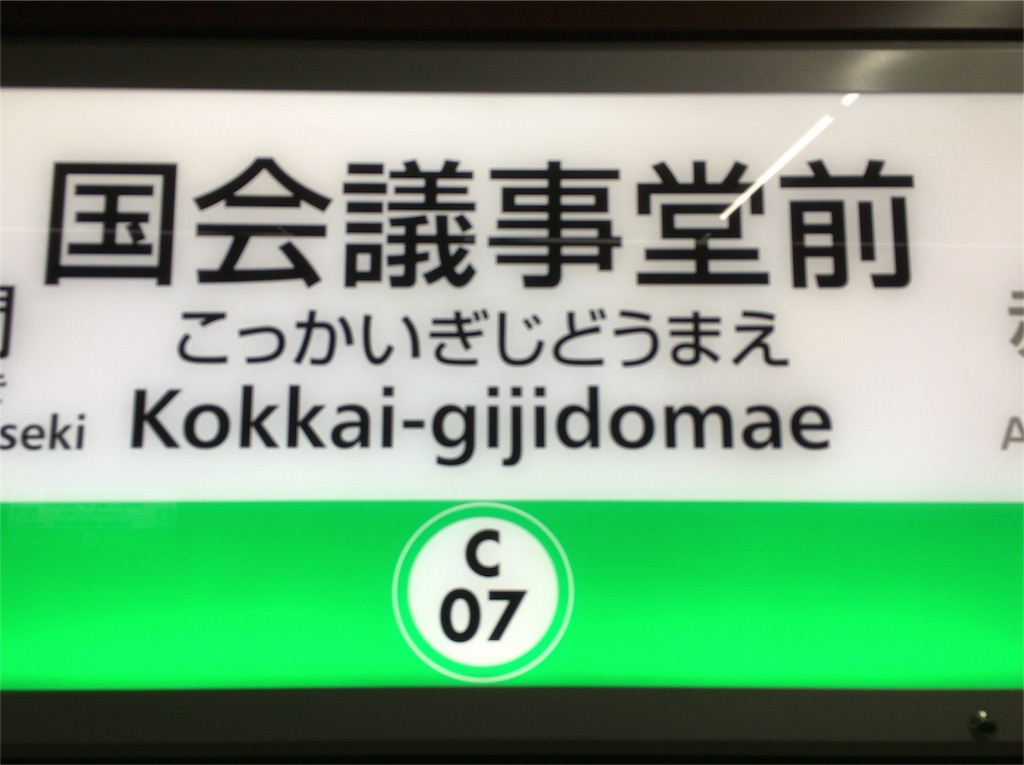 国会議事堂前
こっかいぎじどうまえ
Kokkai-gijidomae
seki
C
07